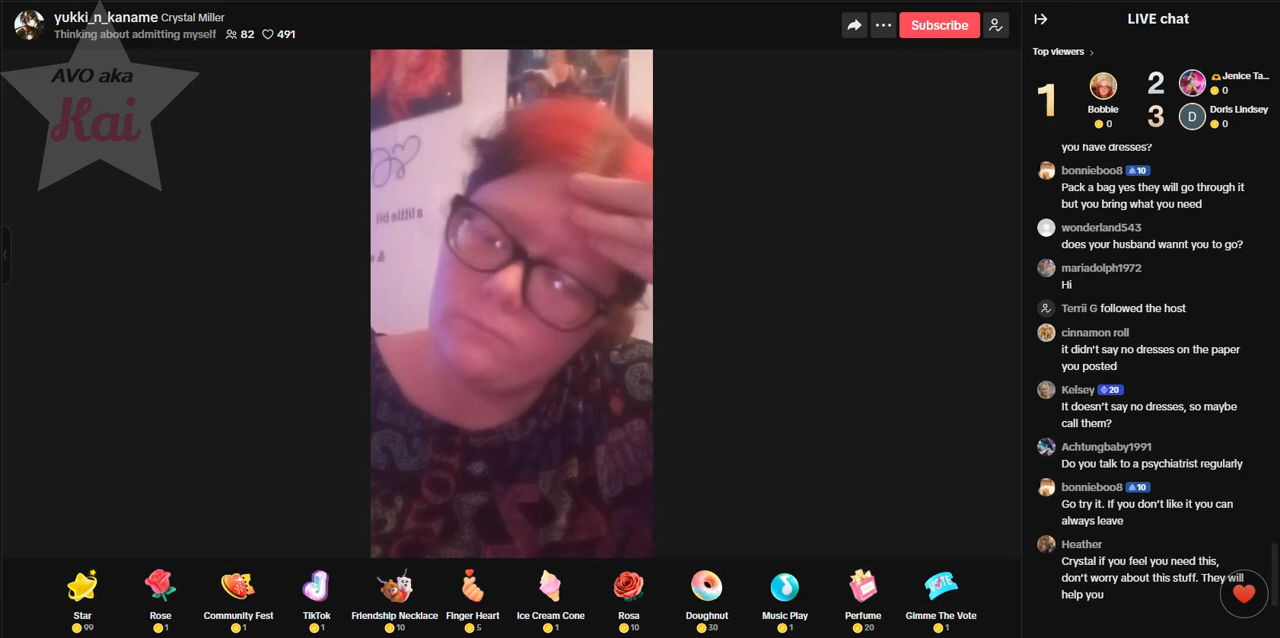 yukki_n_kaname Crystal Miller
Thinking about admitting myself 82 491
AVO aka
Kai
Subscribe
a little bit
LIVE chat
Top viewers
1
Bobbie
0
2 Jenice Ta...
0
3 D Doris Lindsey
0
you have dresses?
bonnieboo8 10
Pack a bag yes they will go through it
but you bring what you need
wonderland543
does your husband wannt you to go?
mariadolph1972
Hi
Terrii G followed the host
cinnamon roll
it didn't say no dresses on the paper
you posted
Kelsey 20
It doesn't say no dresses, so maybe
call them?
Achtungbaby1991
Do you talk to a psychiatrist regularly
bonnieboo8 10
Go try it. If you don't like it you can
always leave
Heather
Crystal if you feel you need this,
don't worry about this stuff. They will
help you
Star Rose Community Fest TikTok Friendship Necklace Finger Heart Ice Cream Cone Rosa Doughnut Music Play Perfume Gimme The Vote
99 1 1 1 10 5 1 10 30 1 20 1